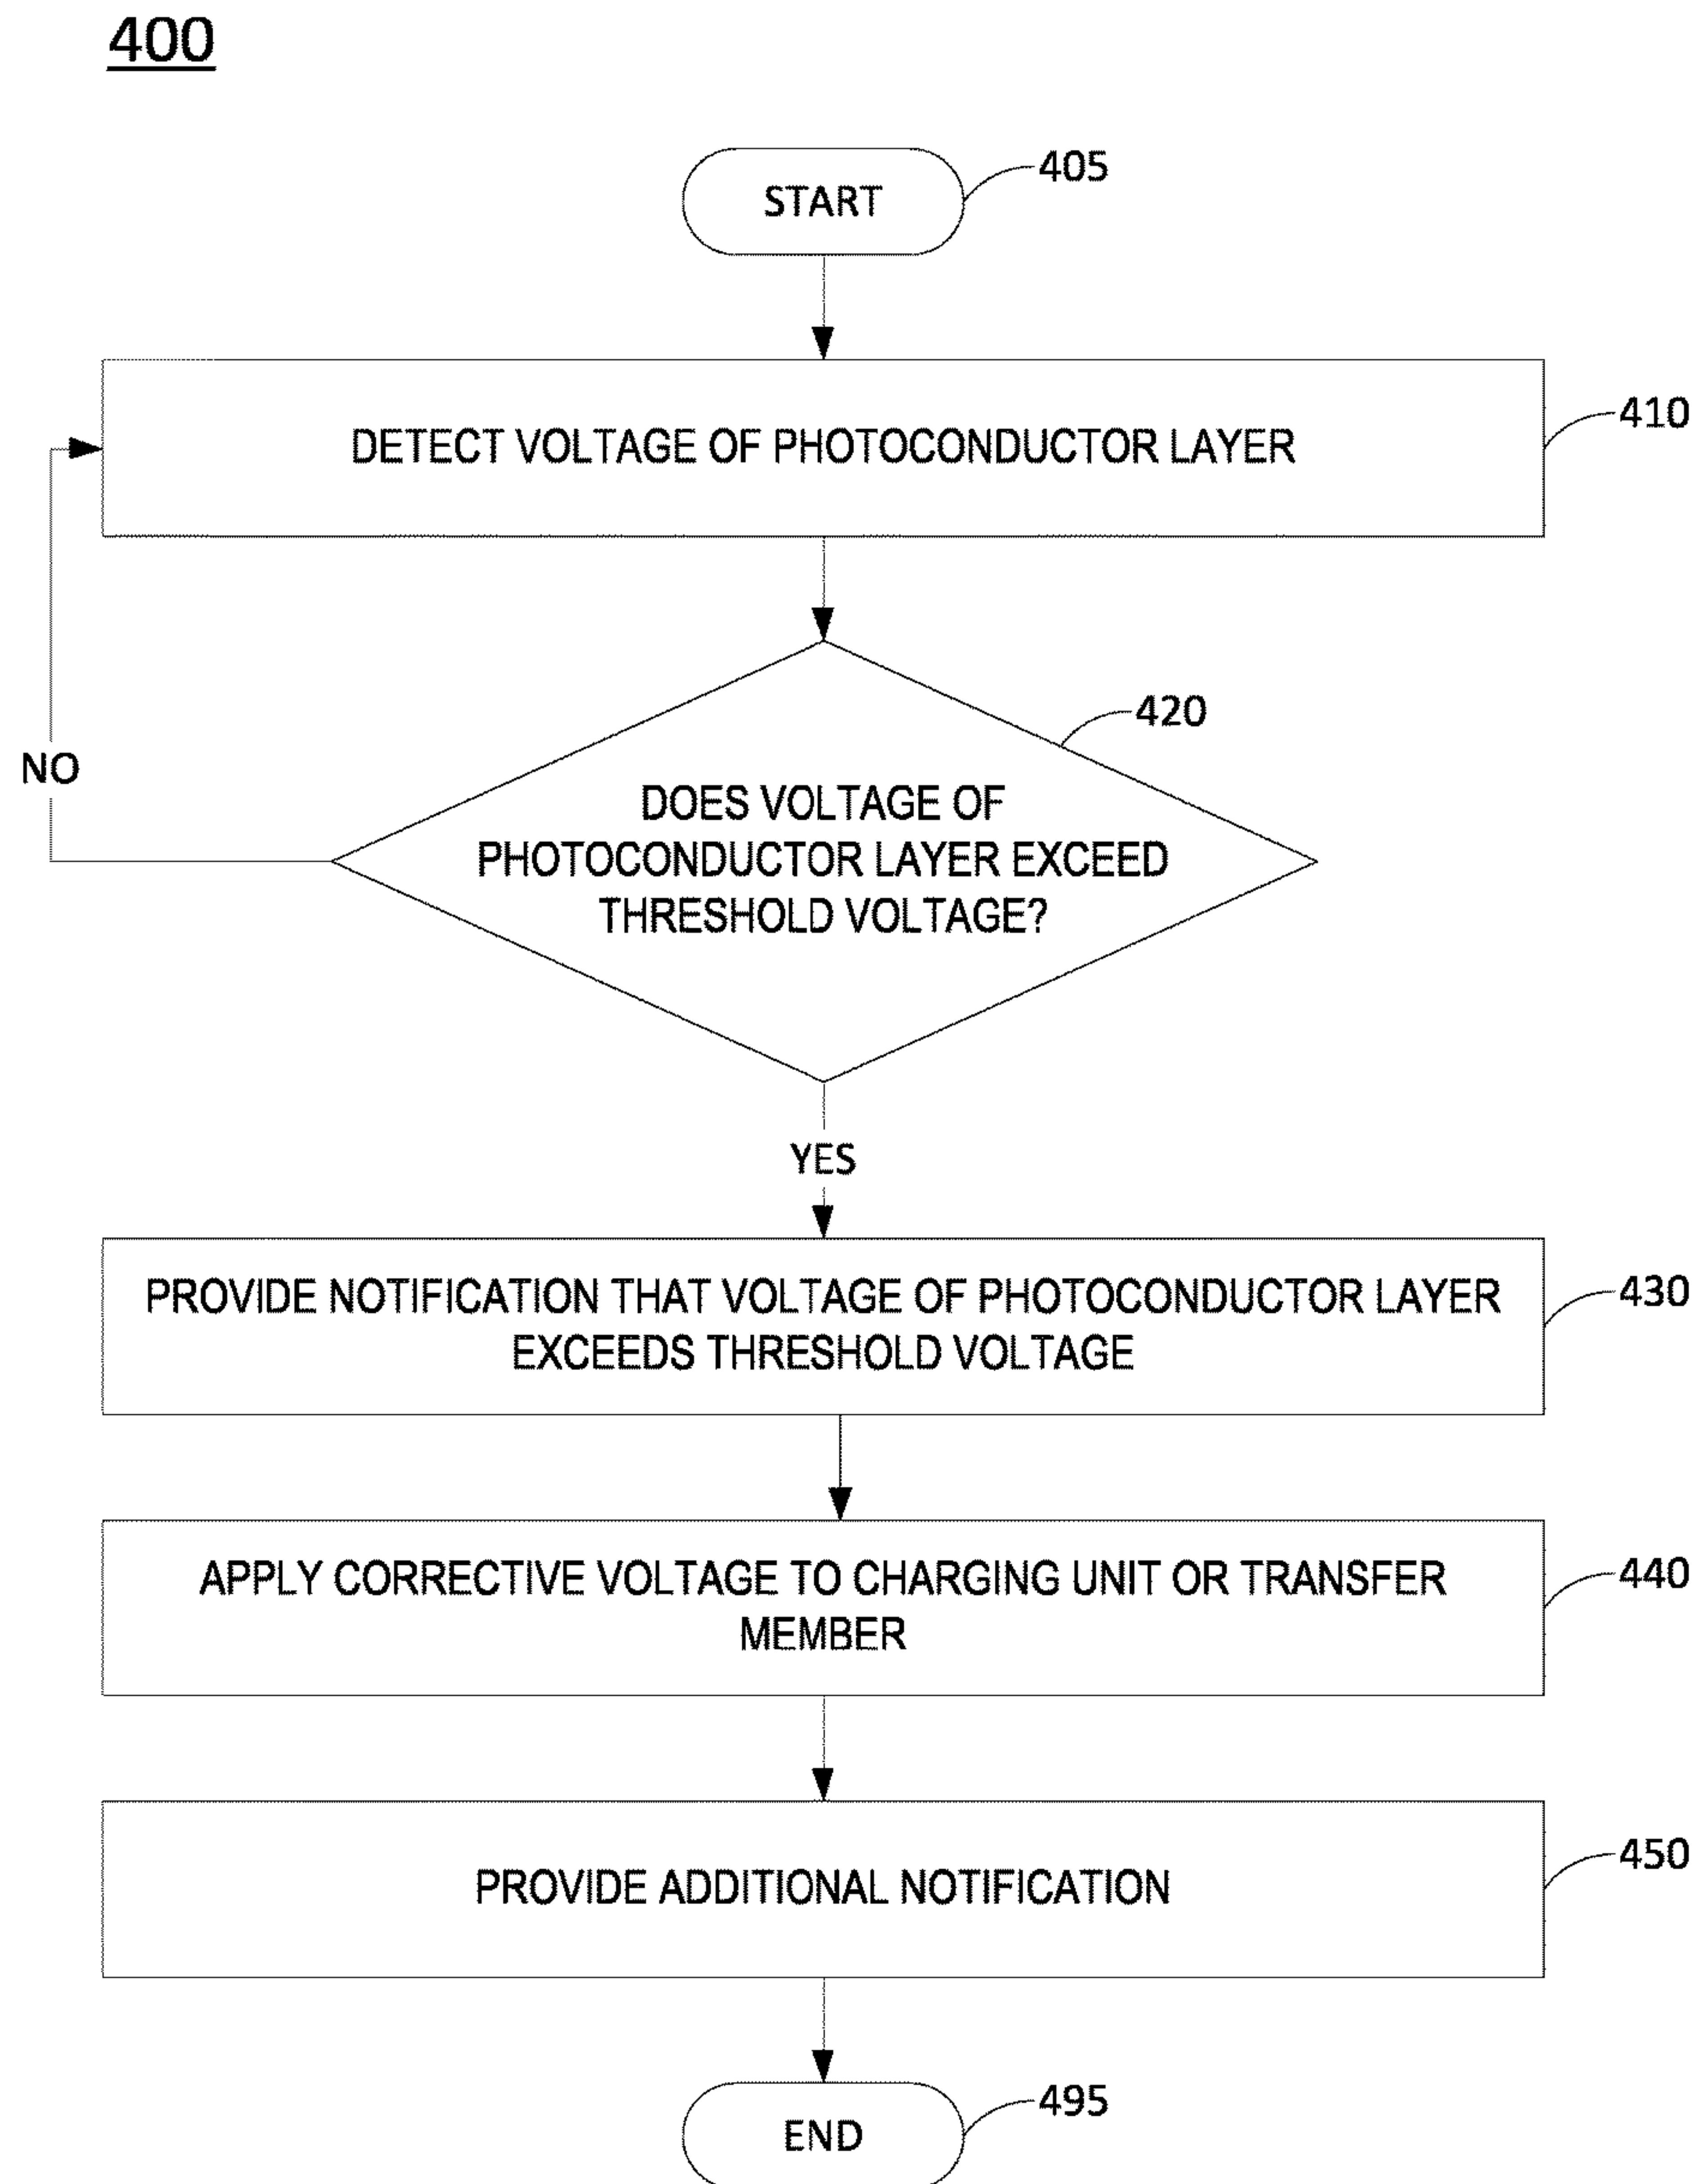 400
START
405
DETECT VOLTAGE OF PHOTOCONDUCTOR LAYER
410
420
DOES VOLTAGE OF
PHOTOCONDUCTOR LAYER EXCEED
THRESHOLD VOLTAGE?
NO
YES
PROVIDE NOTIFICATION THAT VOLTAGE OF PHOTOCONDUCTOR LAYER
EXCEEDS THRESHOLD VOLTAGE
430
APPLY CORRECTIVE VOLTAGE TO CHARGING UNIT OR TRANSFER
MEMBER
440
PROVIDE ADDITIONAL NOTIFICATION
450
END
495